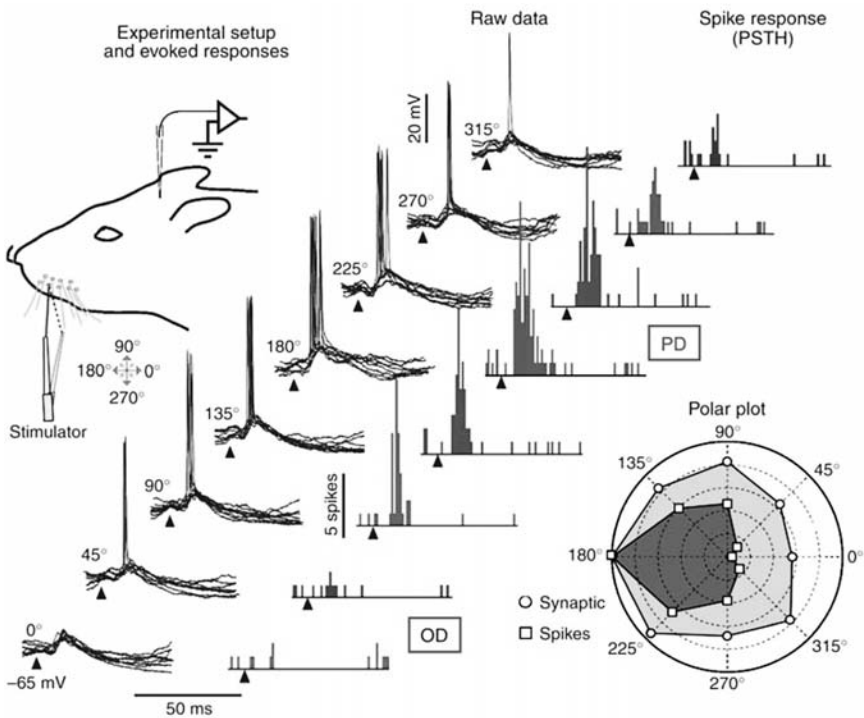 Experimental setup
and evoked responses
Raw data
Spike response
(PSTH)
20 mV
315°
270°
225°
180°
135°
90°
45°
0°
–65 mV
50 ms
90°
180° 0°
270°
Stimulator
5 spikes
PD
OD
Polar plot
90°
135° 45°
180° 0°
225° 315°
270°
Synaptic
Spikes